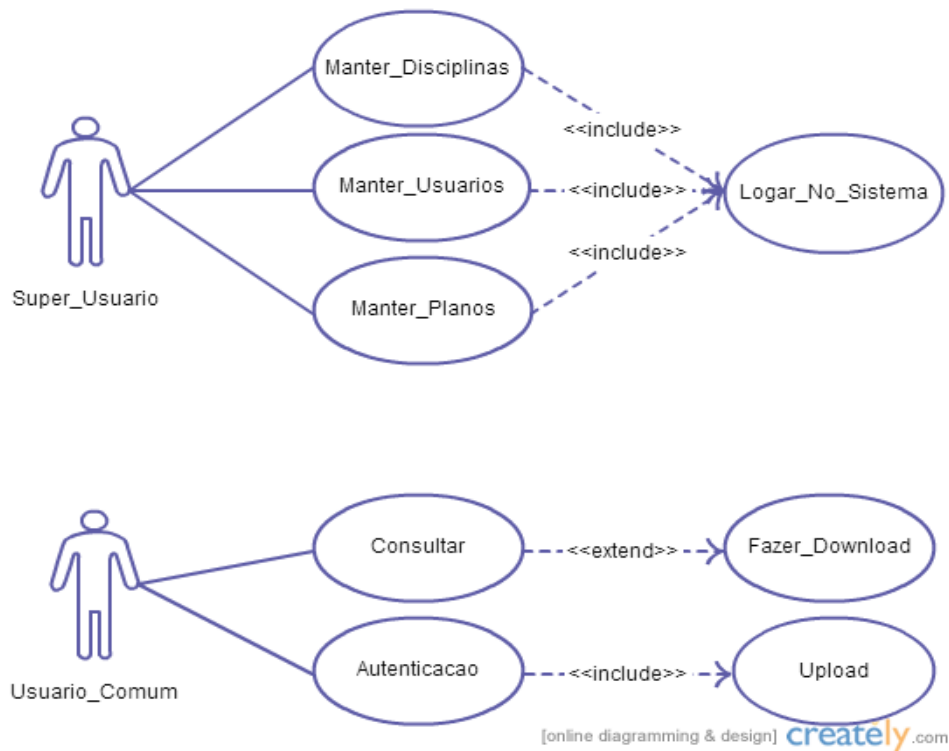 Manter_Disciplinas
<<include>>
Manter_Usuarios
<<include>>
Logar_No_Sistema
<<include>>
Super_Usuario
Manter_Planos
Consultar
<<extend>>
Fazer_Download
Autenticacao
<<include>>
Upload
Usuario_Comum
[online diagramming & design] creately.com